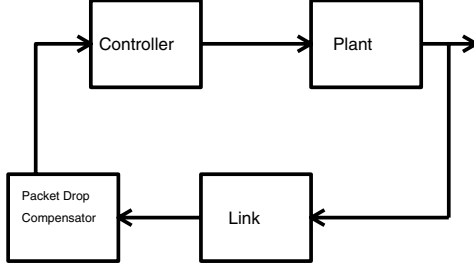 Controller
Plant
Packet Drop
Compensator
Link